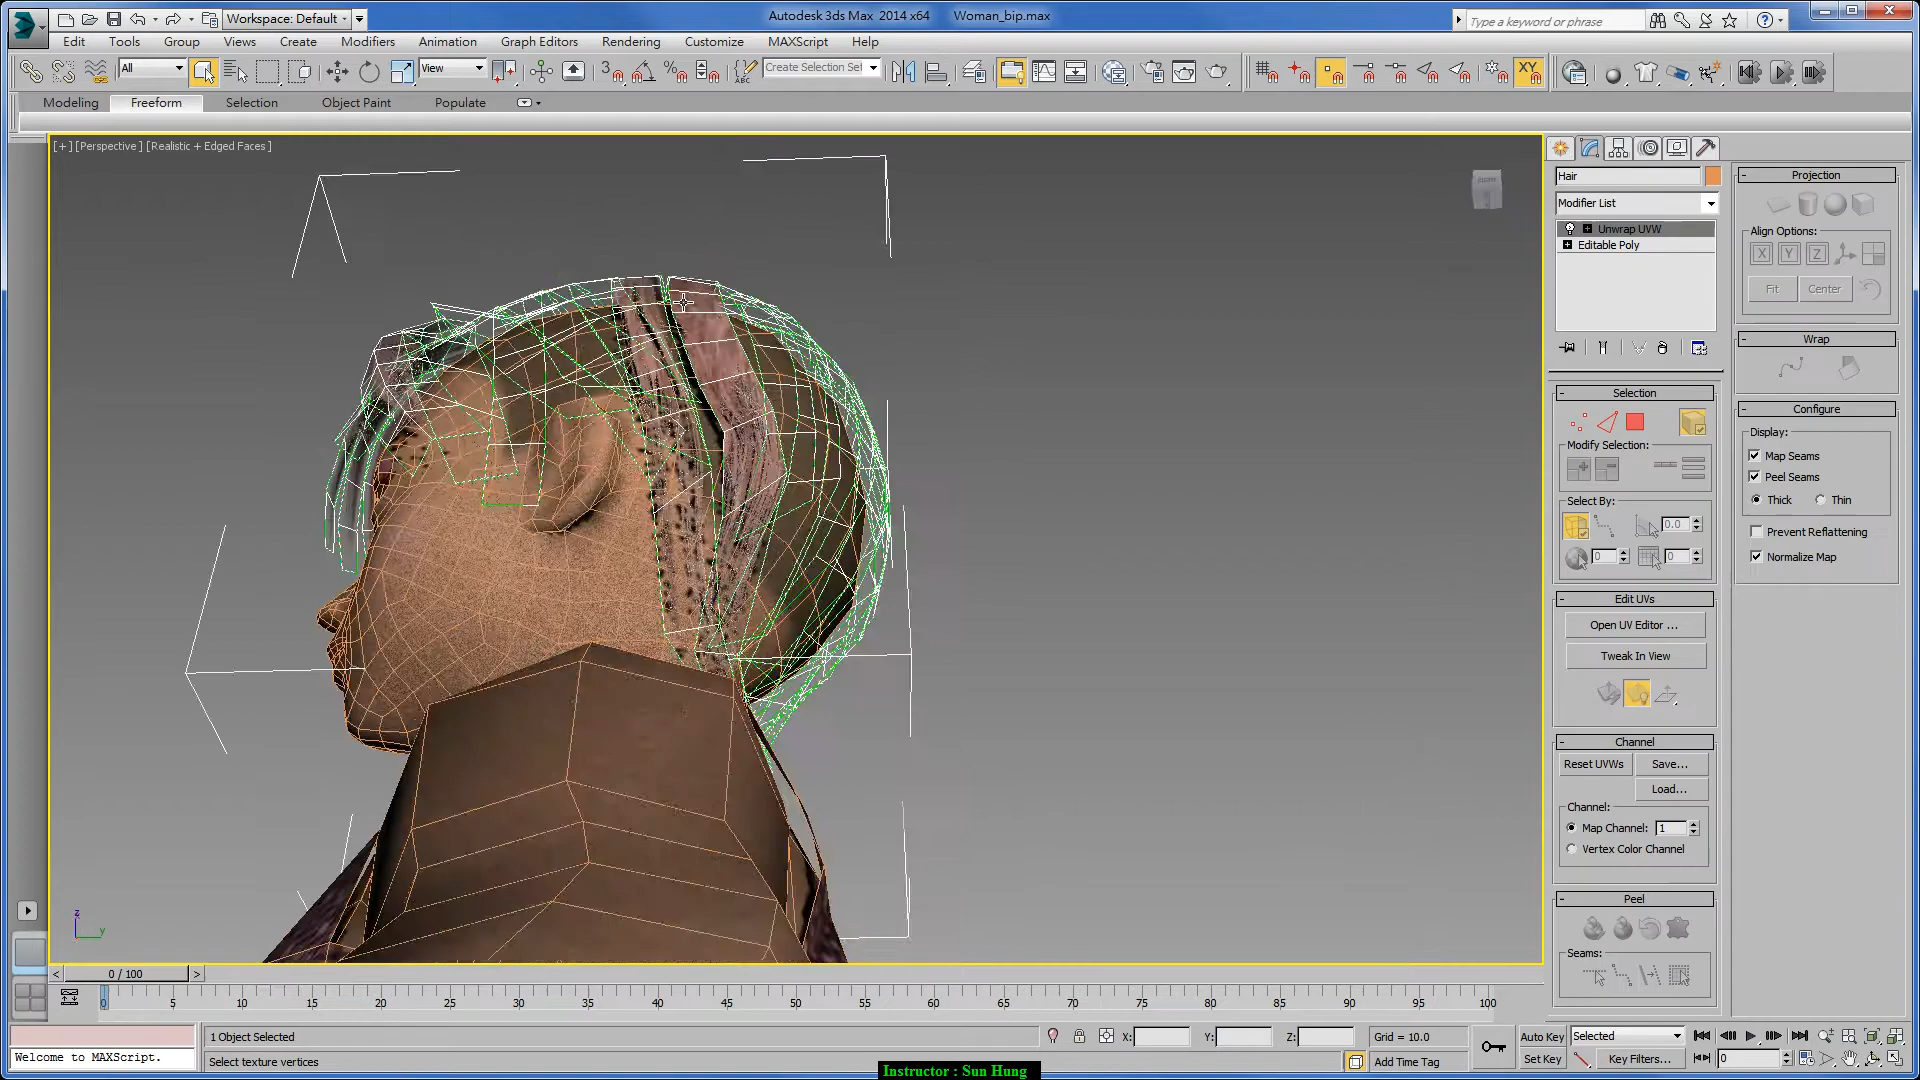 Workspace: Default
Autodesk 3ds Max 2014 x64 Woman_bip.max
Type a keyword or phrase
Edit Tools Group Views Create Modifiers Animation Graph Editors Rendering Customize MAXScript Help
All
View
Create Selection Set
XY
Modeling Freeform Selection Object Paint Populate
[+] [Perspective ] [Realistic + Edged Faces ]
Hair
Modifier List
Unwrap UVW
Editable Poly
Selection
Modify Selection:
Select By:
0.0
0
0
Edit UVs
Open UV Editor ...
Tweak In View
Channel
Reset UVWs
Save...
Load...
Channel:
Map Channel: 1
Vertex Color Channel
Peel
Seams:
Projection
Align Options:
X Y Z
Fit Center
Wrap
Configure
Display:
Map Seams
Peel Seams
Thick Thin
Prevent Reflattening
Normalize Map
z
y
< 0 / 100 >
0 5 10 15 20 25 30 35 40 45 50 55 60 65 70 75 80 85 90 95 100
1 Object Selected
X: Y: Z:
Grid = 10.0
Auto Key
Selected
Welcome to MAXScript.
Select texture vertices
Add Time Tag
Set Key
Key Filters...
0
Instructor : Sun Hung